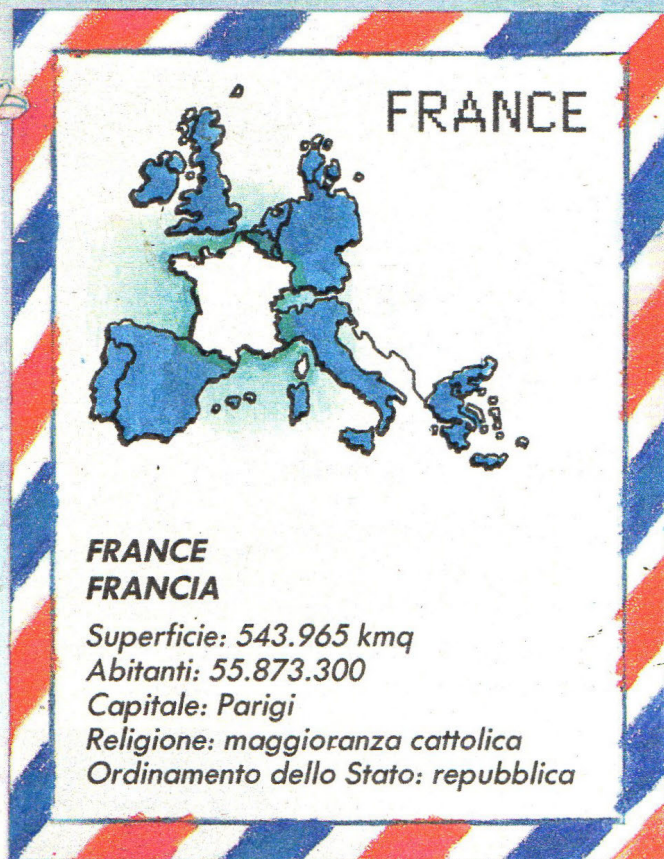 FRANCE
FRANCE
FRANCIA
Superficie: 543.965 kmq
Abitanti: 55.873.300
Capitale: Parigi
Religione: maggioranza cattolica
Ordinamento dello Stato: repubblica